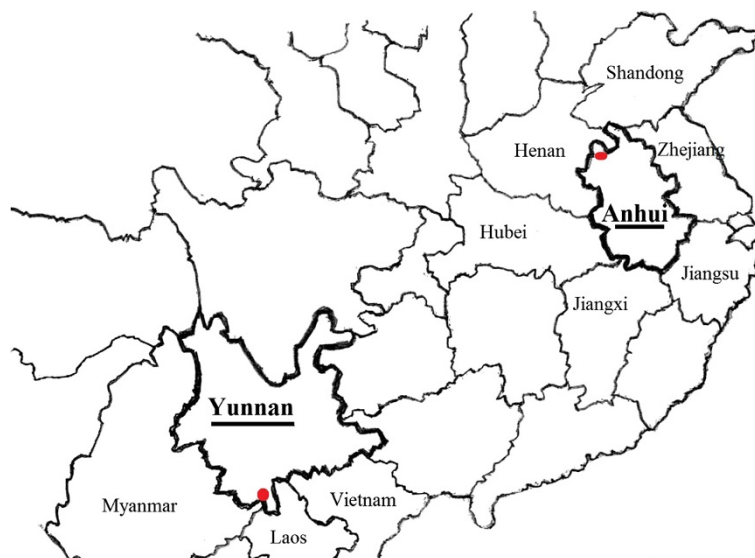 Shandong
Henan
Zhejiang
Anhui
Hubei
Jiangsu
Jiangxi
Yunnan
Myanmar
Vietnam
Laos